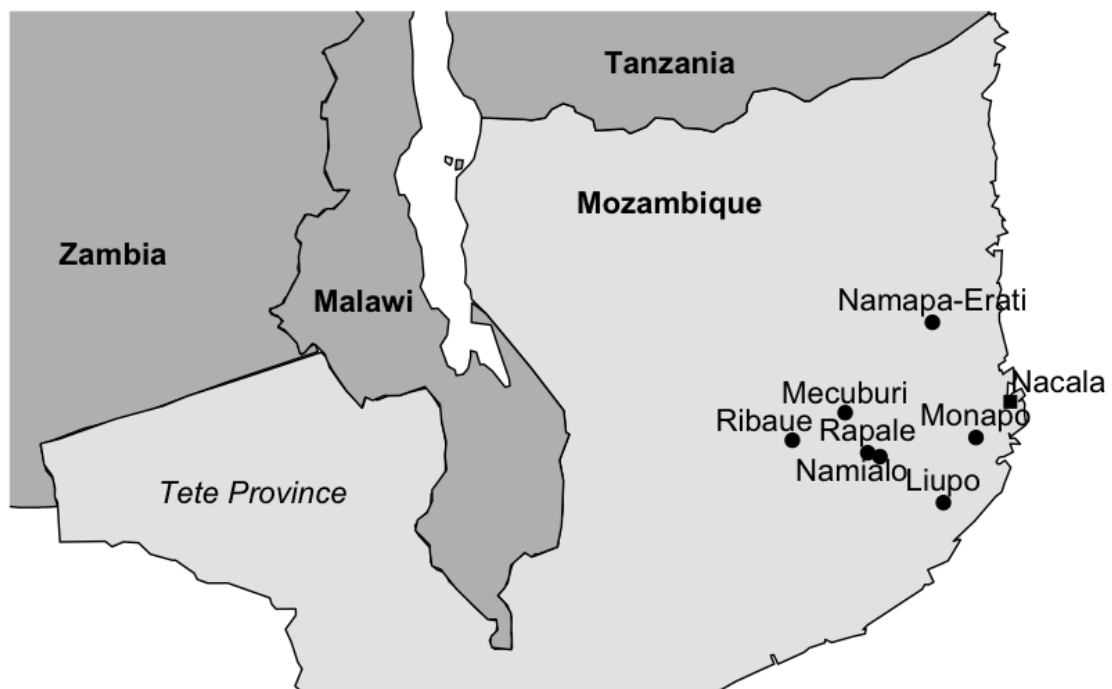 Tanzania
Mozambique
Zambia
Malawi
Namapa-Erati
Nacala
Mecuburi
Monapo
Ribaue
Rapale
Namialo
Liupo
Tete Province